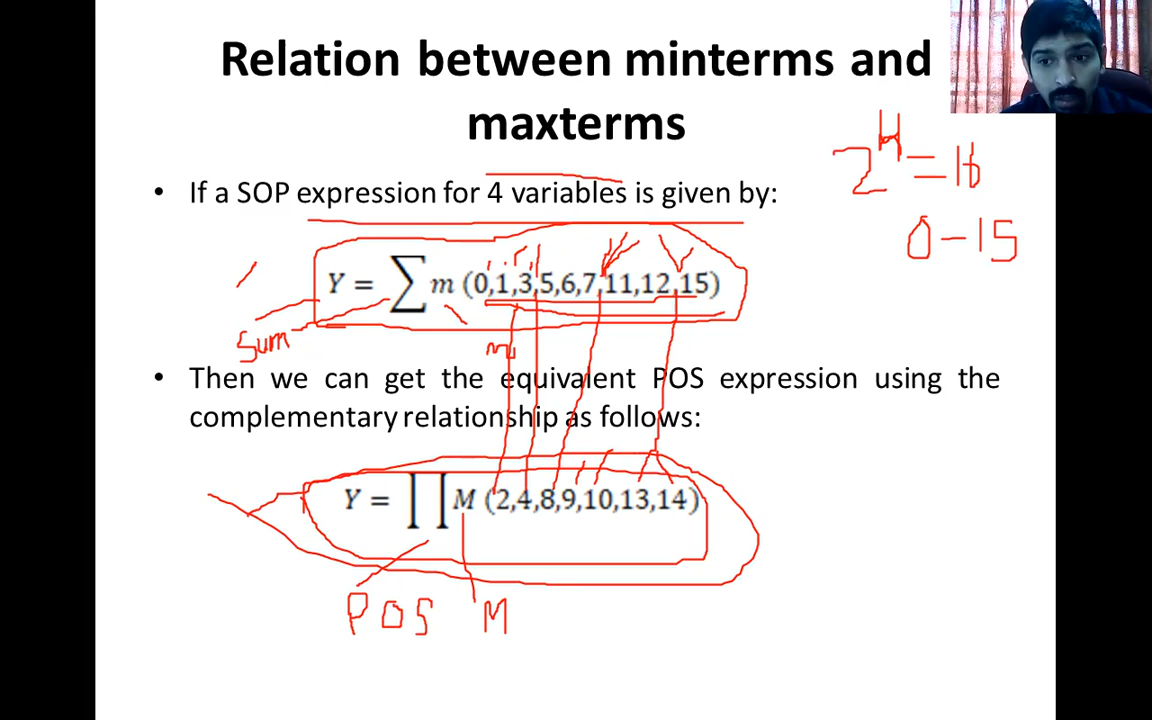 Relation between minterms and
maxterms
2^4 = 16
• If a SOP expression for 4 variables is given by:
0 - 15
Y = ∑ m (0,1,3,5,6,7,11,12,15)
Sum
m
• Then we can get the equivalent POS expression using the
complementary relationship as follows:
Y = ∏ M (2,4,8,9,10,13,14)
POS M